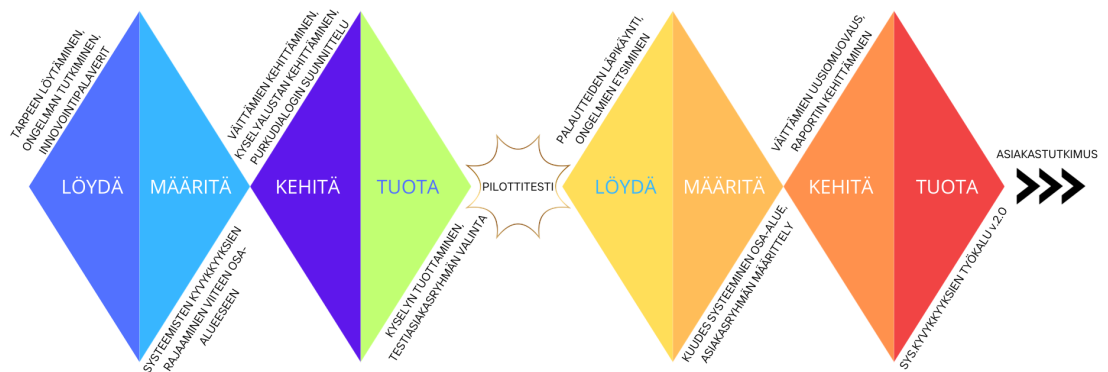 TARPEEN LÖYTÄMINEN,
ONGELMAN TUTKIMINEN,
INNOVOINTIPALAVERIT
LÖYDÄ
MÄÄRITÄ
SYSTEEMISTEN KYVYKKYYKSIEN
RAJAAMINEN VIITEEN OSA-
ALUEESEEN
VÄITTÄMIEN KEHITTÄMINEN,
KYSELYALUSTAN KEHITTÄMINEN,
PURKUDIALOGIN SUUNNITTELU
KEHITÄ
TUOTA
KYSELYN TUOTTAMINEN,
TESTIASIAKASRYHMÄN VALINTA
PILOTTITESTI
PALAUTTEIDEN LÄPIKÄYNTI,
ONGELMIEN ETSIMINEN
LÖYDÄ
MÄÄRITÄ
KUUDES SYSTEEMINEN OSA-ALUE,
ASIAKASRYHMÄN MÄÄRITTELY
VÄITTÄMIEN UUSIOMUOVAUS,
RAPORTIN KEHITTÄMINEN
KEHITÄ
TUOTA
SYS.KYVYKKYYKSIEN TYÖKALU v.2.0
ASIAKASTUTKIMUS